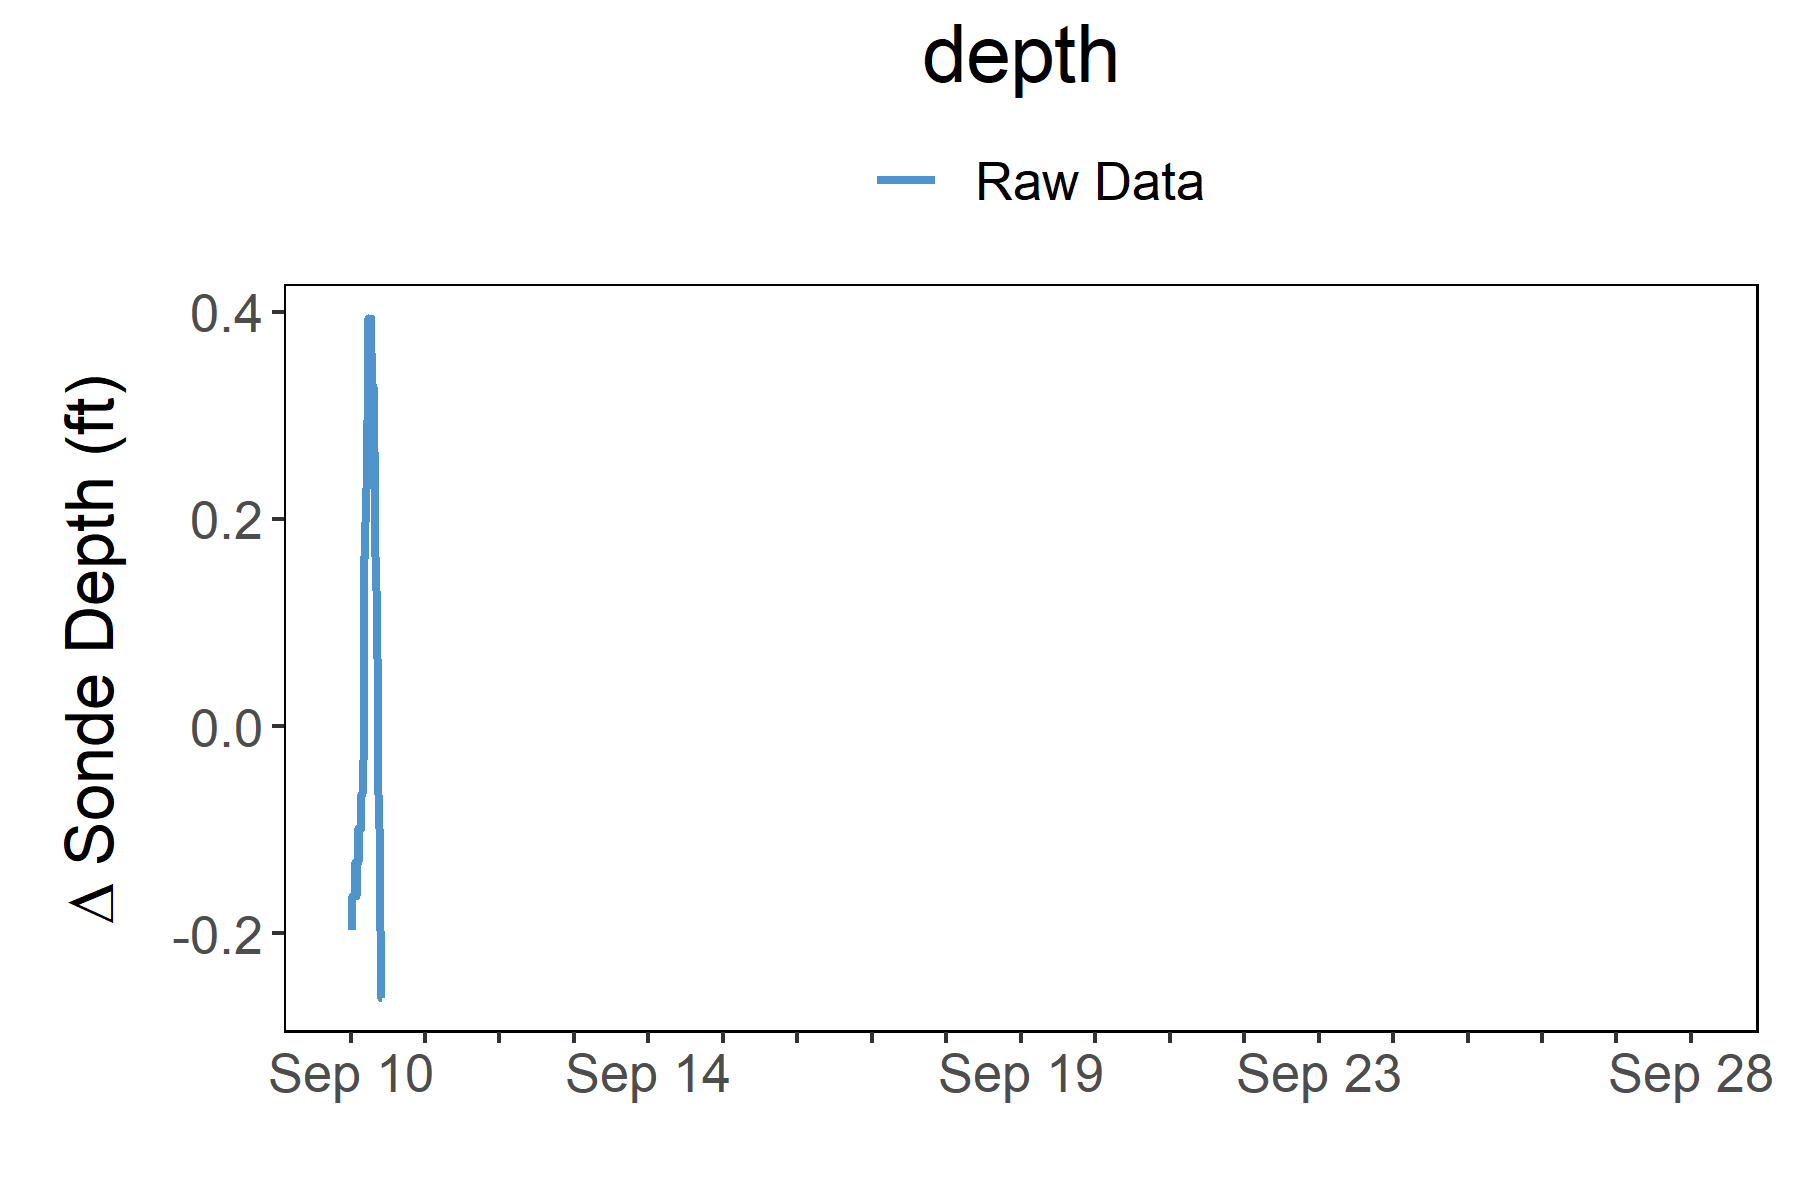 depth
Raw Data
Δ Sonde Depth (ft)
0.4
0.2
0.0
-0.2
Sep 10 Sep 14 Sep 19 Sep 23 Sep 28